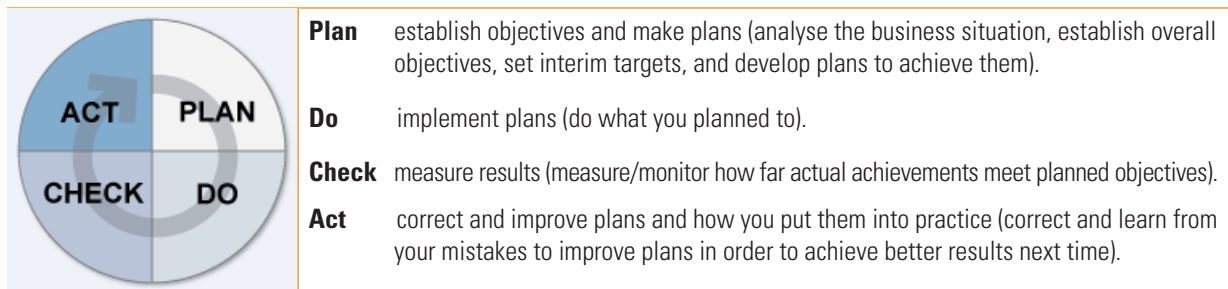 ACT PLAN
CHECK DO
Plan establish objectives and make plans (analyse the business situation, establish overall
objectives, set interim targets, and develop plans to achieve them).
Do implement plans (do what you planned to).
Check measure results (measure/monitor how far actual achievements meet planned objectives).
Act correct and improve plans and how you put them into practice (correct and learn from
your mistakes to improve plans in order to achieve better results next time).